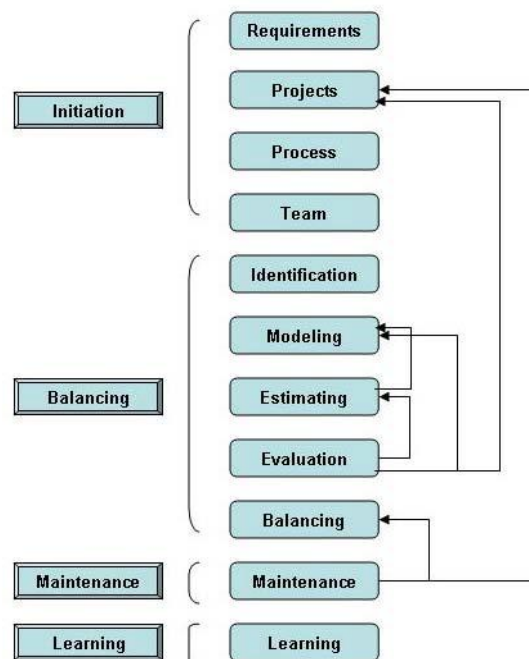 Initiation
Requirements
Projects
Process
Team
Balancing
Identification
Modeling
Estimating
Evaluation
Balancing
Maintenance
Maintenance
Learning
Learning